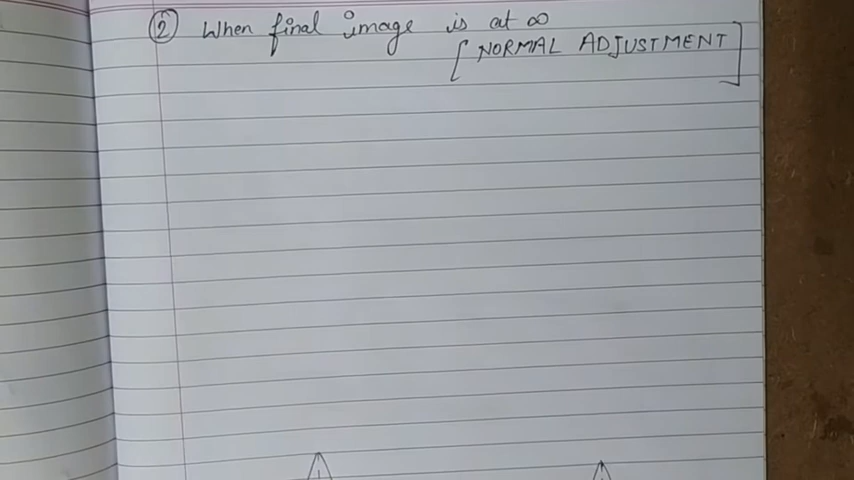 ② When final image is at ∞
[NORMAL ADJUSTMENT]